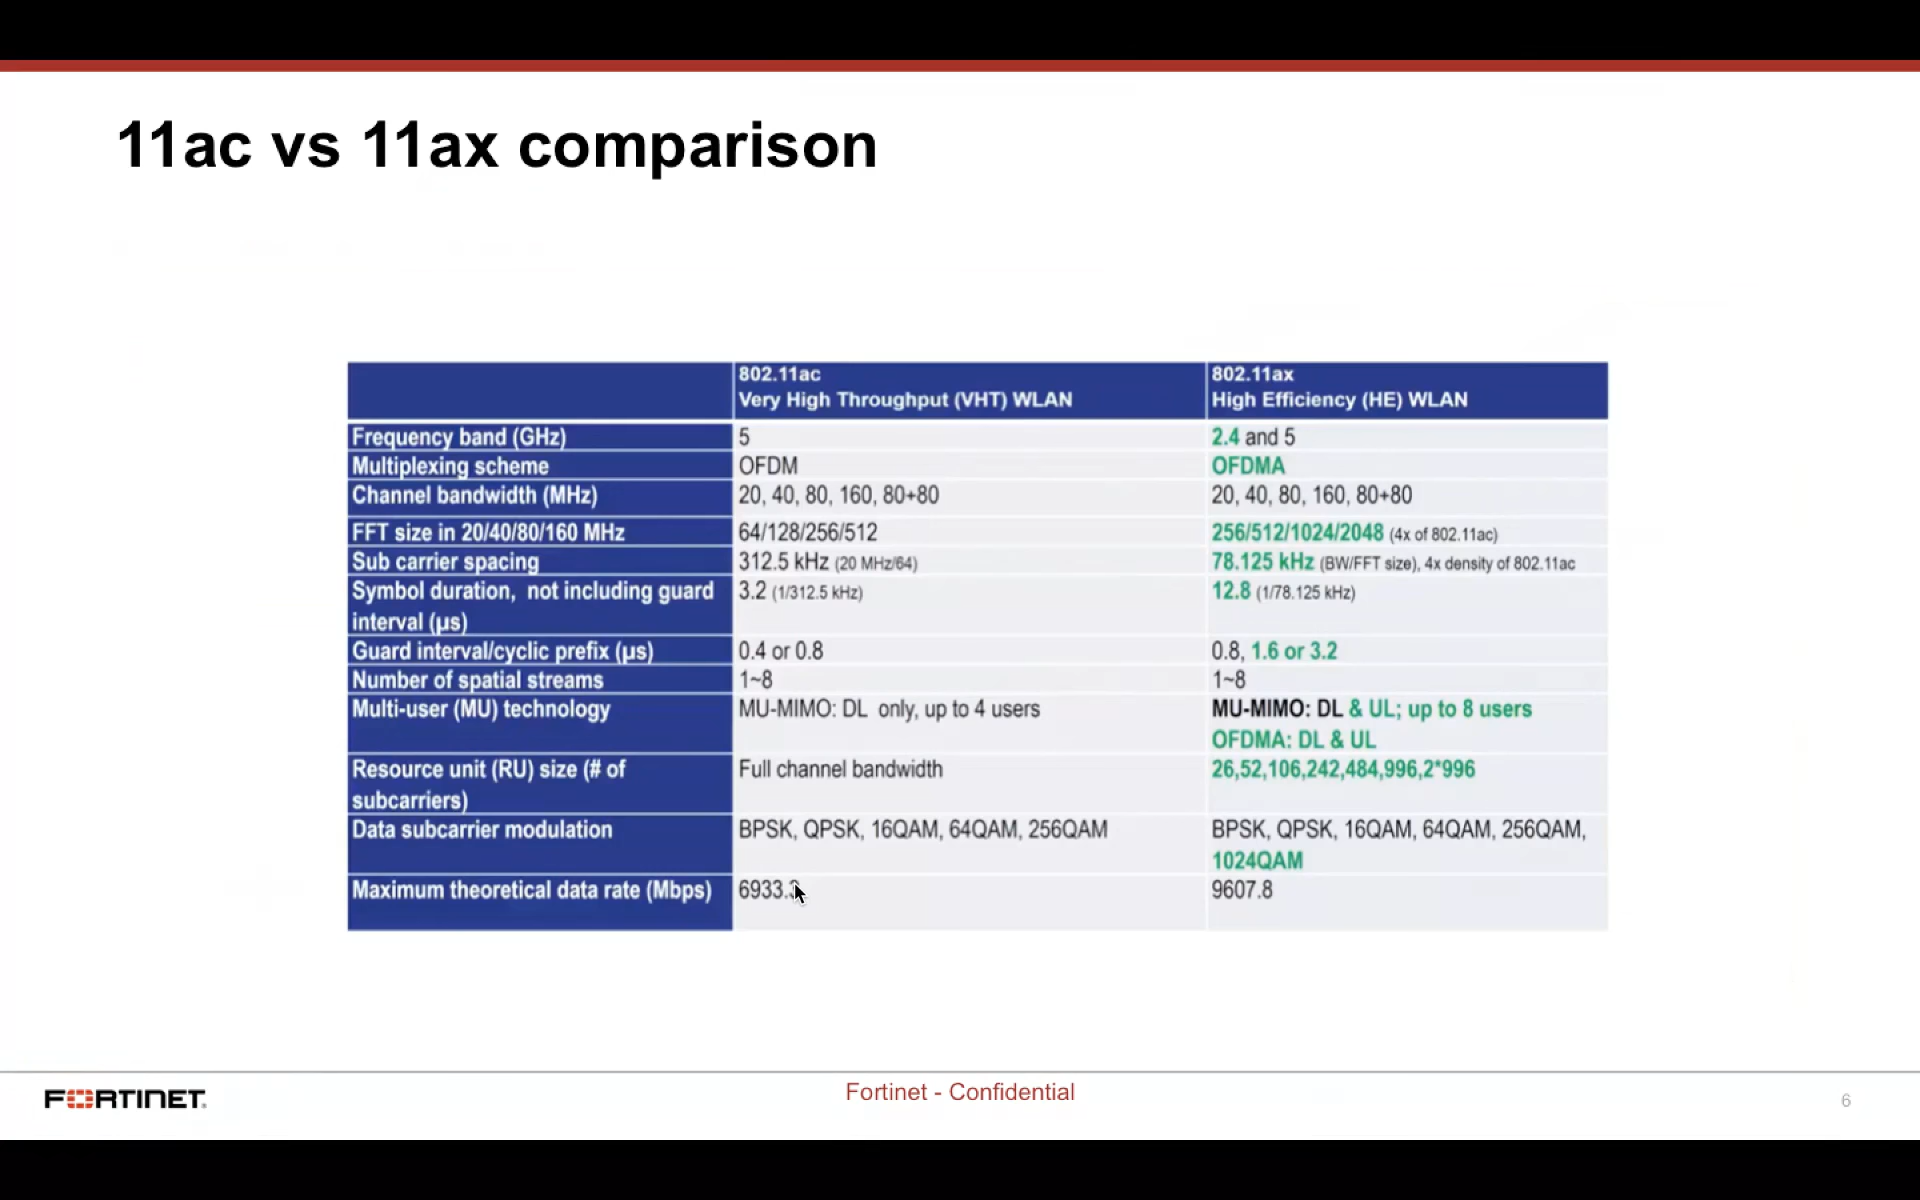 11ac vs 11ax comparison
802.11ac
Very High Throughput (VHT) WLAN
802.11ax
High Efficiency (HE) WLAN
Frequency band (GHz)
5
2.4 and 5
Multiplexing scheme
OFDM
OFDMA
Channel bandwidth (MHz)
20, 40, 80, 160, 80+80
20, 40, 80, 160, 80+80
FFT size in 20/40/80/160 MHz
64/128/256/512
256/512/1024/2048 (4x of 802.11ac)
Sub carrier spacing
312.5 kHz (20 MHz/64)
78.125 kHz (BW/FFT size), 4x density of 802.11ac
Symbol duration, not including guard
interval (µs)
3.2 (1/312.5 kHz)
12.8 (1/78.125 kHz)
Guard interval/cyclic prefix (µs)
0.4 or 0.8
0.8, 1.6 or 3.2
Number of spatial streams
1~8
1~8
Multi-user (MU) technology
MU-MIMO: DL only, up to 4 users
MU-MIMO: DL & UL; up to 8 users
OFDMA: DL & UL
Resource unit (RU) size (# of
subcarriers)
Full channel bandwidth
26,52,106,242,484,996,2*996
Data subcarrier modulation
BPSK, QPSK, 16QAM, 64QAM, 256QAM
BPSK, QPSK, 16QAM, 64QAM, 256QAM,
1024QAM
Maximum theoretical data rate (Mbps)
9607.8
FORTINET
Fortinet - Confidential
6